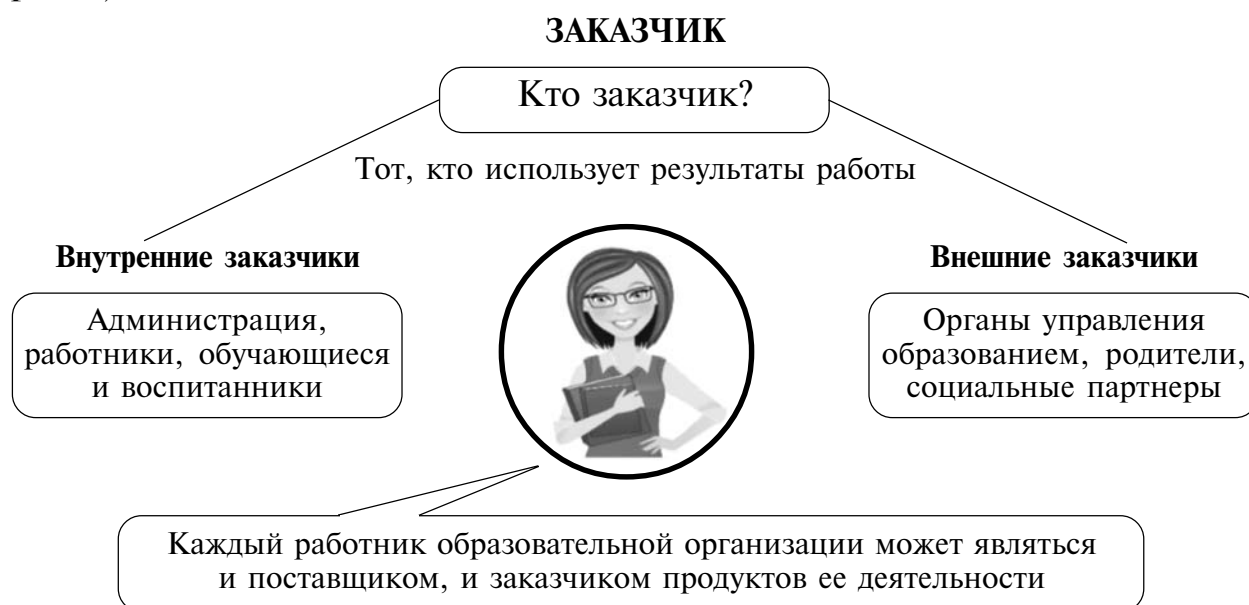 ЗАКАЗЧИК
Кто заказчик?
Тот, кто использует результаты работы
Внутренние заказчики
Администрация,
работники, обучающиеся
и воспитанники
Внешние заказчики
Органы управления
образованием, родители,
социальные партнеры
Каждый работник образовательной организации может являться
и поставщиком, и заказчиком продуктов ее деятельности